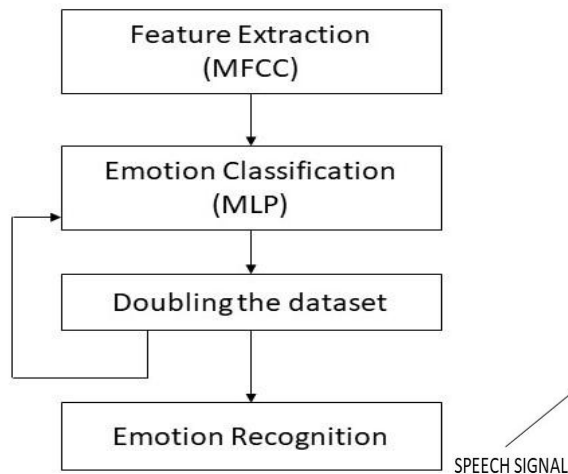 Feature Extraction
(MFCC)
Emotion Classification
(MLP)
Doubling the dataset
Emotion Recognition
SPEECH SIGNAL